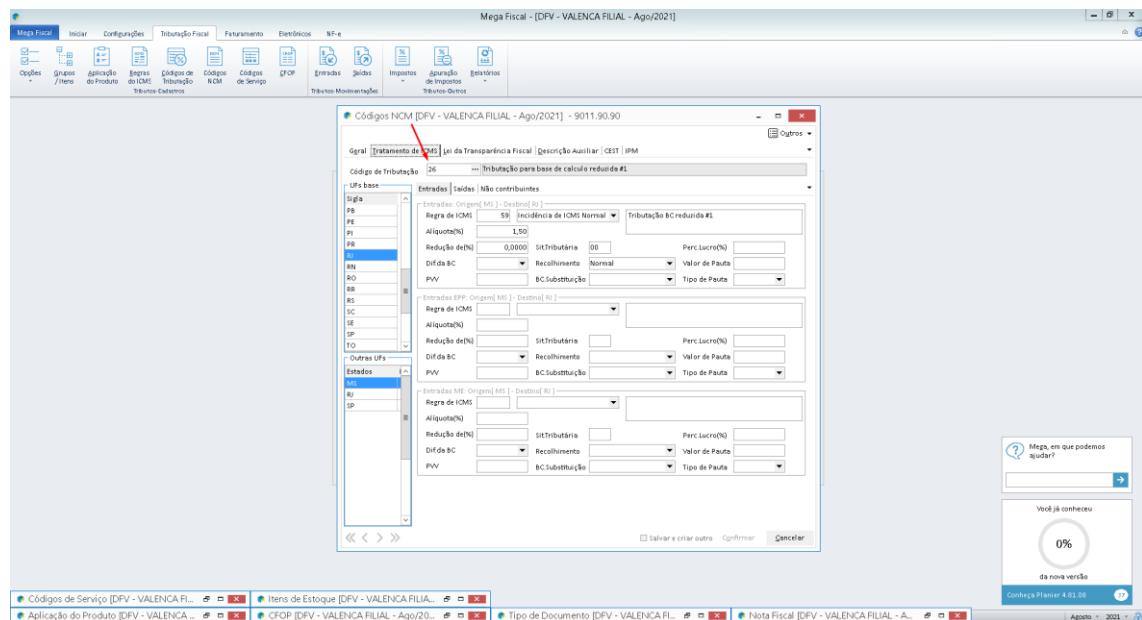 Mega Fiscal - [DFV - VALENCA FILIAL - Ago/2021]
Mega Fiscal Iniciar Configurações Tributação Fiscal Faturamento Eletrônicos NF-e
Opções Grupos / Itens Aplicação do Produto Regras do ICMS Códigos de Tributação Códigos NCM Códigos de Serviço CFOP Entradas Saídas Impostos Apuração de Impostos Relatórios
Tributos-Cadastros Tributos-Movimentações Tributos-Outros
Códigos NCM [DFV - VALENCA FILIAL - Ago/2021] - 9011.90.90
Outros
Geral Tratamento de ICMS Lei da Transparência Fiscal Descrição Auxiliar CEST IPM
Código de Tributação 26 ... Tributação para base de calculo reduzida #1
UFs base
Entradas Saídas Não contribuintes
Sigla
PB
PE
PI
PR
RJ
RN
RO
RR
RS
SC
SE
SP
TO
Outras UFs
Estados
MS
RJ
SP
Entradas: Origem[ MS ] - Destino[ RJ ]
Regra de ICMS 59 Incidência de ICMS Normal Tributação BC reduzida #1
Alíquota(%) 1,50
Redução de(%) 0,0000 Sit.Tributária 00 Perc.Lucro(%)
Dif.da BC Recolhimento Normal Valor de Pauta
PVV BC.Substituição Tipo de Pauta
Entradas EPP: Origem[ MS ] - Destino[ RJ ]
Regra de ICMS
Alíquota(%)
Redução de(%) Sit.Tributária Perc.Lucro(%)
Dif.da BC Recolhimento Valor de Pauta
PVV BC.Substituição Tipo de Pauta
Entradas ME: Origem[ MS ] - Destino[ RJ ]
Regra de ICMS
Alíquota(%)
Redução de(%) Sit.Tributária Perc.Lucro(%)
Dif.da BC Recolhimento Valor de Pauta
PVV BC.Substituição Tipo de Pauta
Salvar e criar outro Confirmar Cancelar
Mega, em que podemos ajudar?
Você já conheceu
0%
da nova versão
Conheça Planier 4.81.08 37
Códigos de Serviço [DFV - VALENCA FI... Itens de Estoque [DFV - VALENCA FILIA...
Aplicação do Produto [DFV - VALENCA ... CFOP [DFV - VALENCA FILIAL - Ago/20... Tipo de Documento [DFV - VALENCA FI... Nota Fiscal [DFV - VALENCA FILIAL - A...
Agosto - 2021